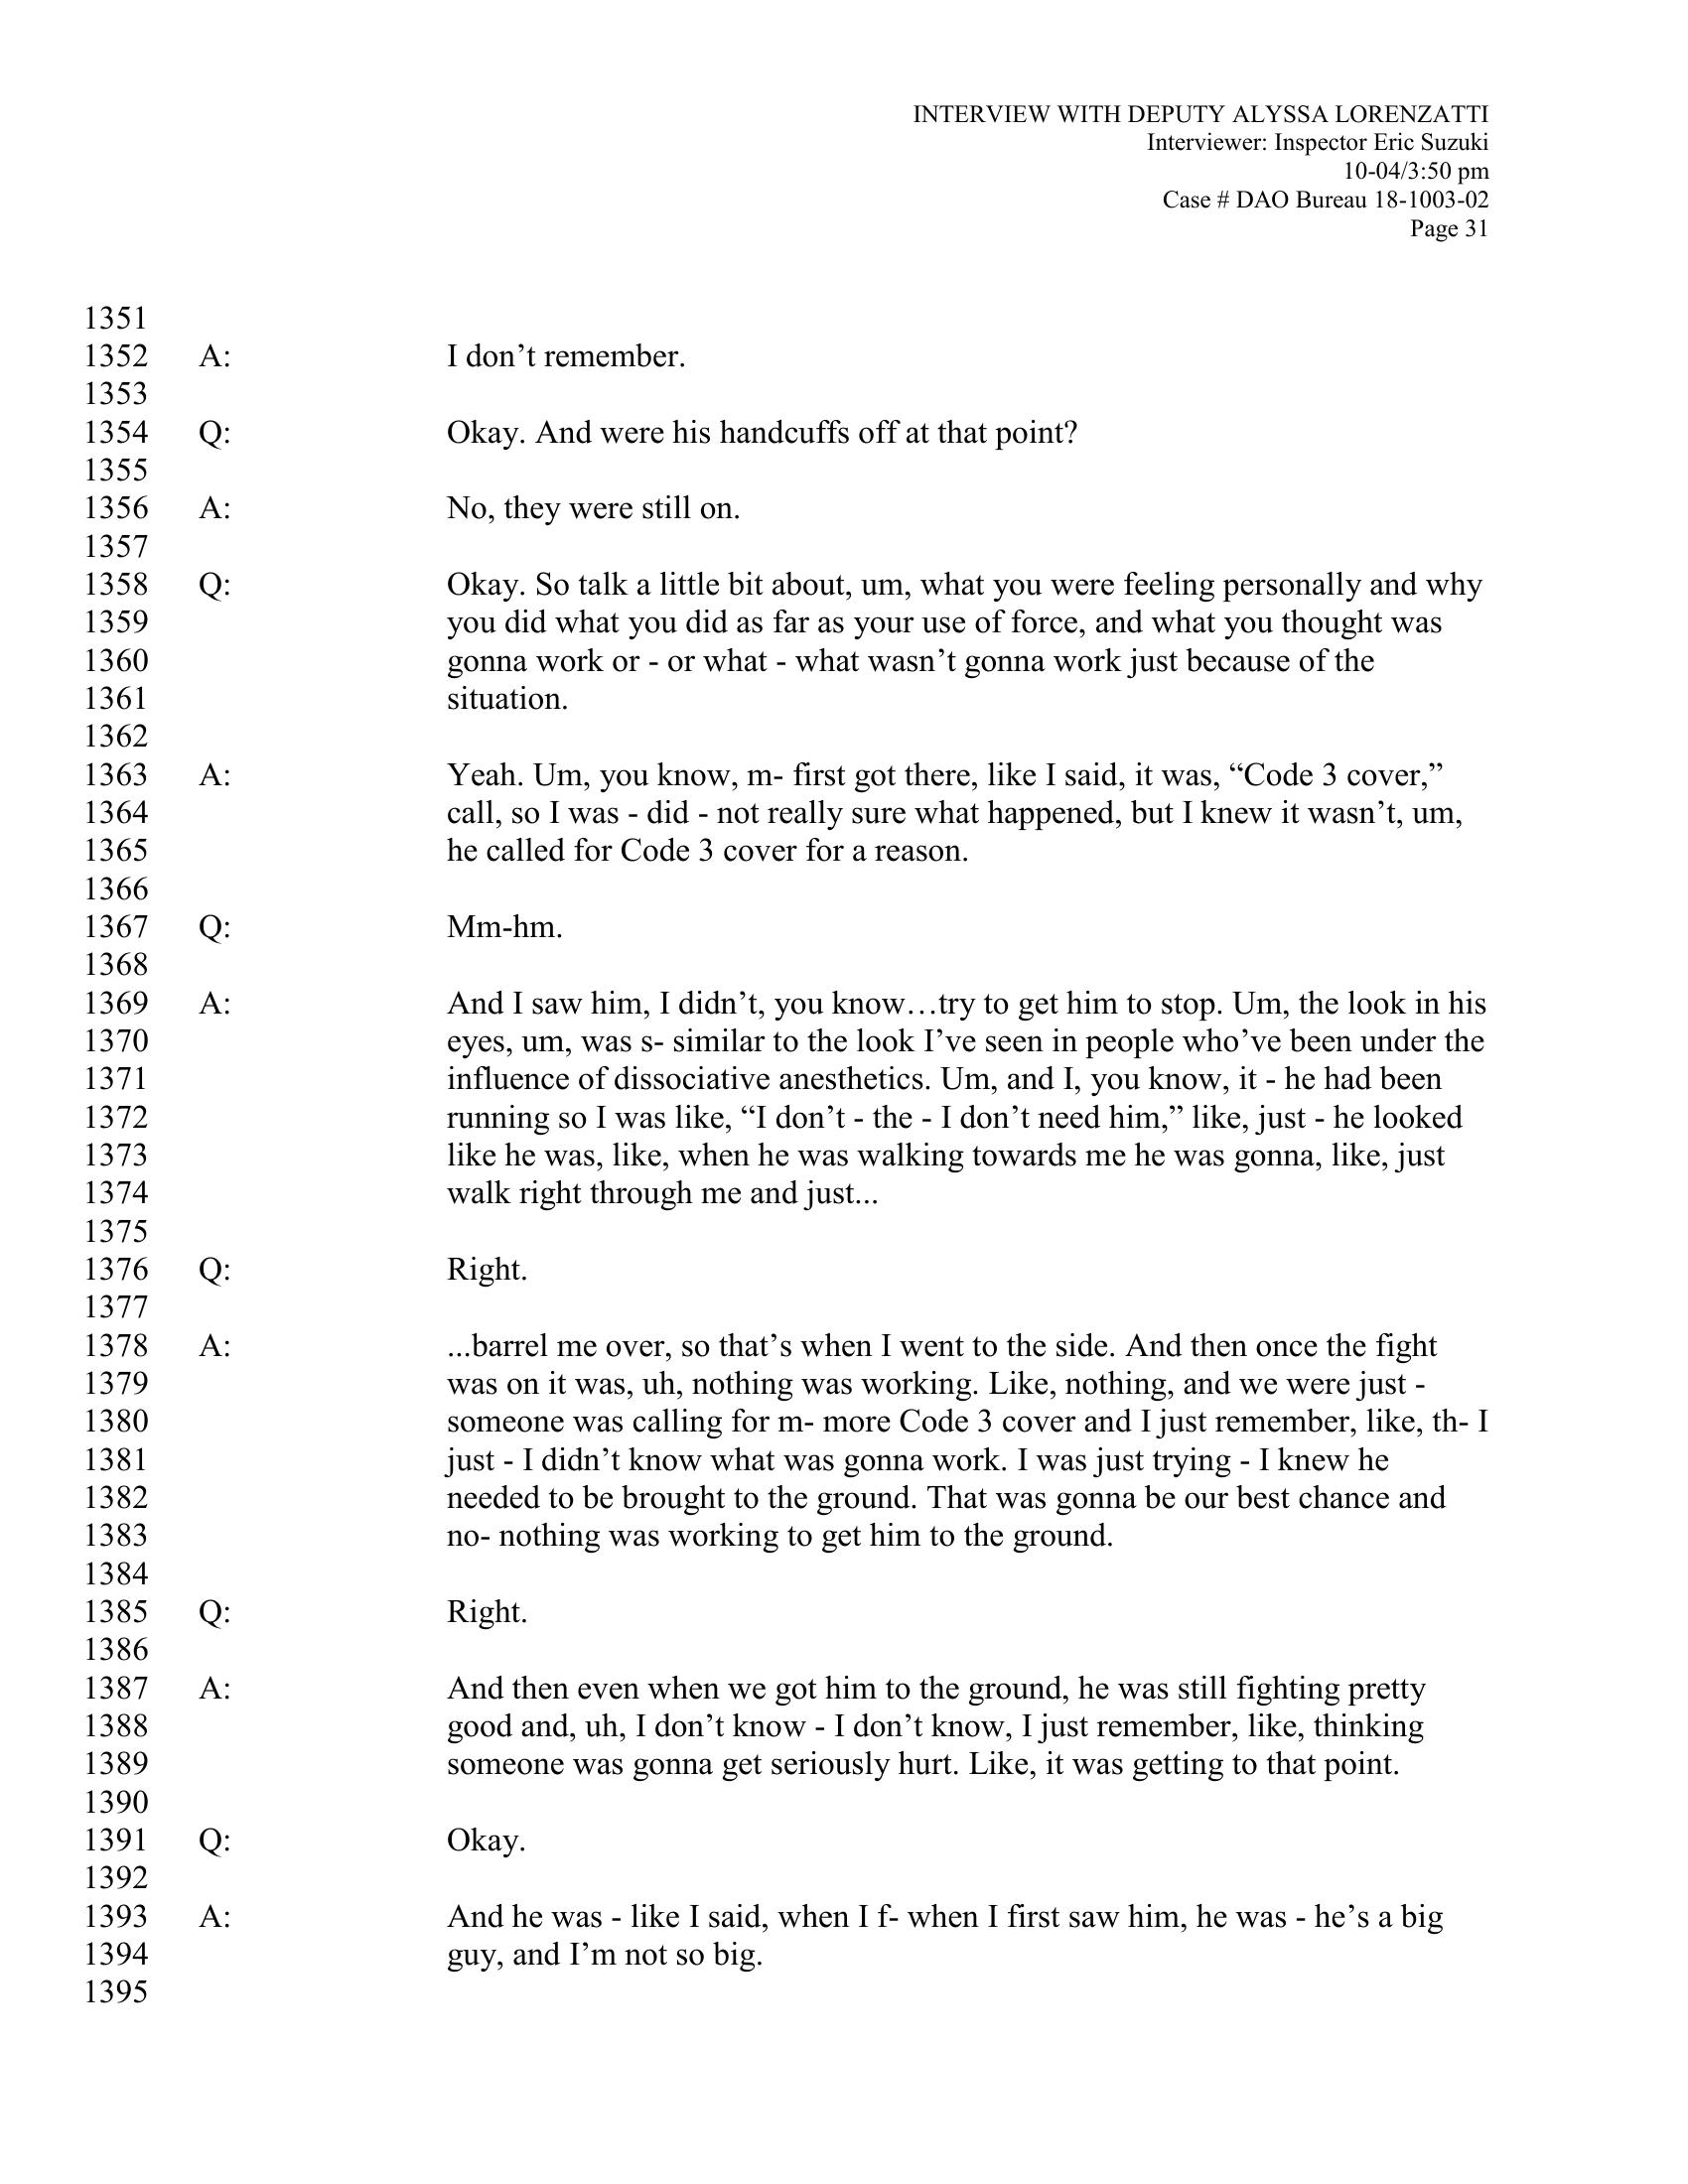 INTERVIEW WITH DEPUTY ALYSSA LORENZATTI
Interviewer: Inspector Eric Suzuki
10-04/3:50 pm
Case # DAO Bureau 18-1003-02
Page 31
1351
1352 A: I don’t remember.
1353
1354 Q: Okay. And were his handcuffs off at that point?
1355
1356 A: No, they were still on.
1357
1358 Q: Okay. So talk a little bit about, um, what you were feeling personally and why
1359 you did what you did as far as your use of force, and what you thought was
1360 gonna work or - or what - what wasn’t gonna work just because of the
1361 situation.
1362
1363 A: Yeah. Um, you know, m- first got there, like I said, it was, “Code 3 cover,”
1364 call, so I was - did - not really sure what happened, but I knew it wasn’t, um,
1365 he called for Code 3 cover for a reason.
1366
1367 Q: Mm-hm.
1368
1369 A: And I saw him, I didn’t, you know…try to get him to stop. Um, the look in his
1370 eyes, um, was s- similar to the look I’ve seen in people who’ve been under the
1371 influence of dissociative anesthetics. Um, and I, you know, it - he had been
1372 running so I was like, “I don’t - the - I don’t need him,” like, just - he looked
1373 like he was, like, when he was walking towards me he was gonna, like, just
1374 walk right through me and just...
1375
1376 Q: Right.
1377
1378 A: ...barrel me over, so that’s when I went to the side. And then once the fight
1379 was on it was, uh, nothing was working. Like, nothing, and we were just -
1380 someone was calling for m- more Code 3 cover and I just remember, like, th- I
1381 just - I didn’t know what was gonna work. I was just trying - I knew he
1382 needed to be brought to the ground. That was gonna be our best chance and
1383 no- nothing was working to get him to the ground.
1384
1385 Q: Right.
1386
1387 A: And then even when we got him to the ground, he was still fighting pretty
1388 good and, uh, I don’t know - I don’t know, I just remember, like, thinking
1389 someone was gonna get seriously hurt. Like, it was getting to that point.
1390
1391 Q: Okay.
1392
1393 A: And he was - like I said, when I f- when I first saw him, he was - he’s a big
1394 guy, and I’m not so big.
1395